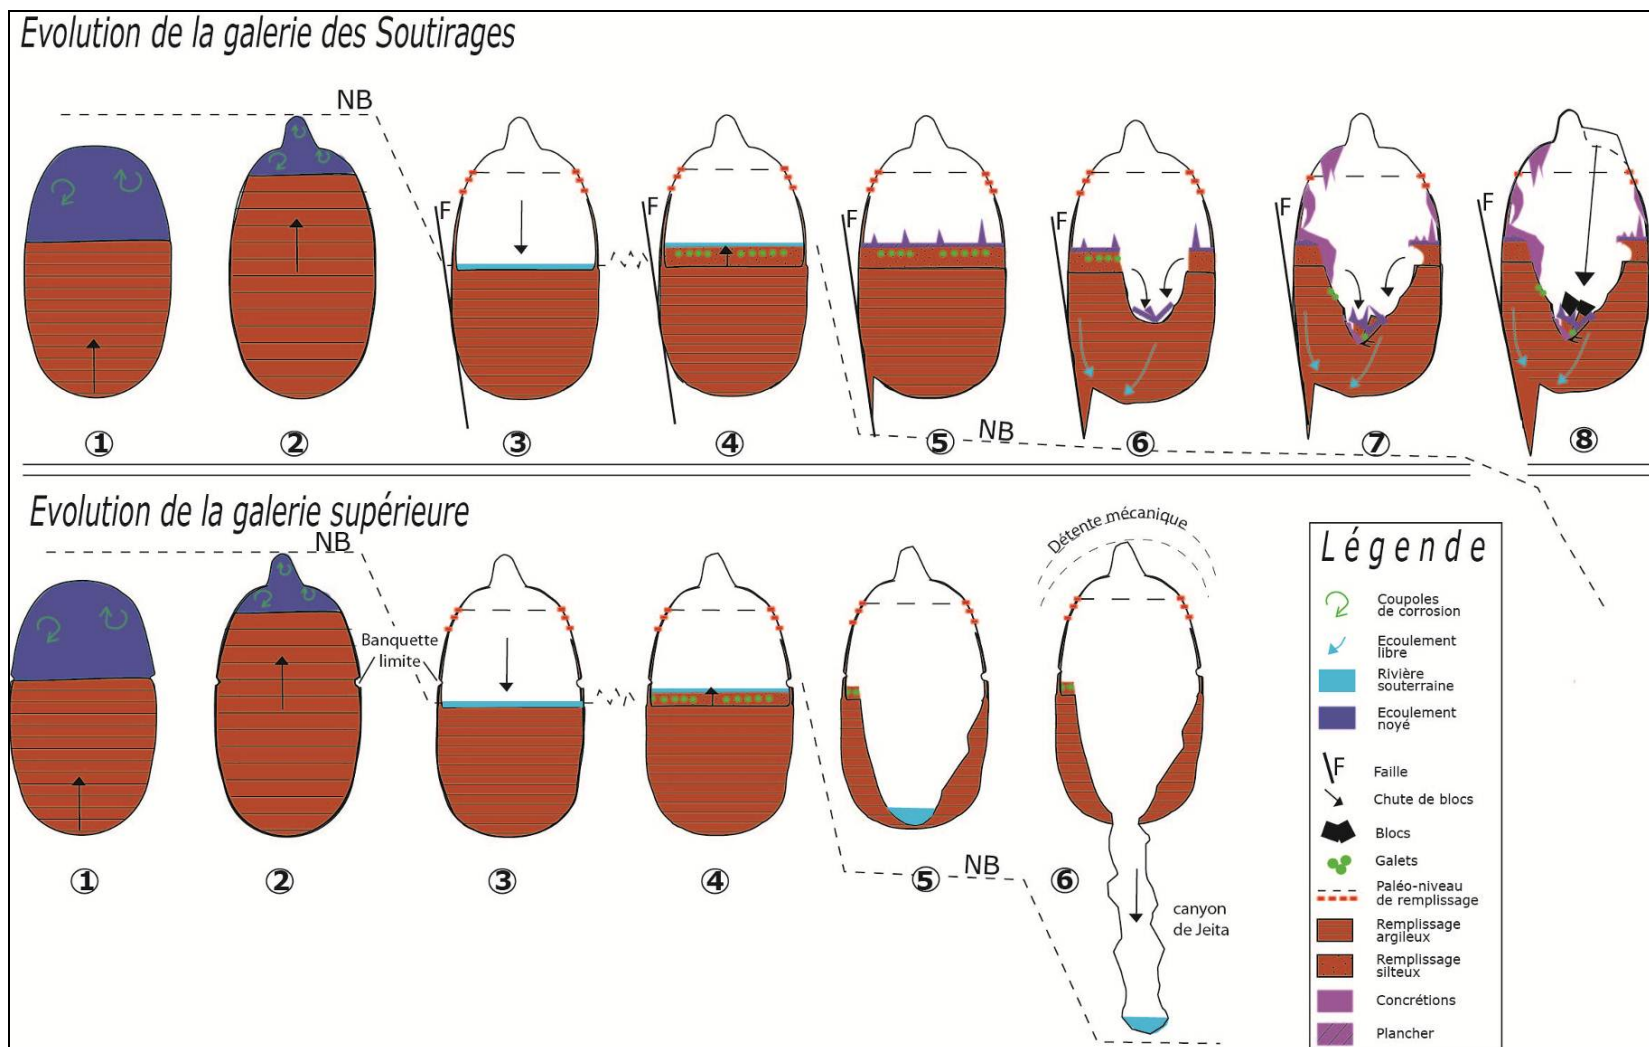 Evolution de la galerie des Soutirages
NB
F
F
F
F
F
F
NB
① ② ③ ④ ⑤ ⑥ ⑦ ⑧
Evolution de la galerie supérieure
NB
Banquette
limite
Détente mécanique
NB
① ② ③ ④ ⑤ ⑥
canyon
de Jeita
Légende
Coupoles
de corrosion
Ecoulement
libre
Rivière
souterraine
Ecoulement
noyé
F
Faille
Chute de blocs
Blocs
Galets
Paléo-niveau
de remplissage
Remplissage
argileux
Remplissage
silteux
Concrétions
Plancher